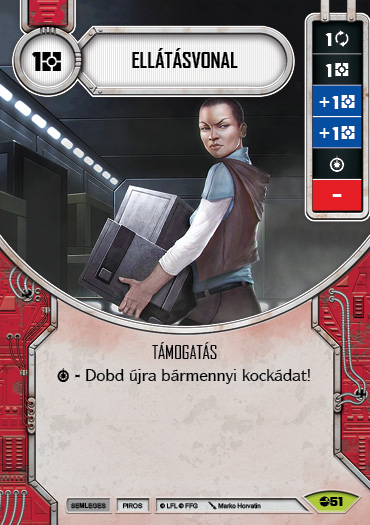 1
ELLÁTÁSVONAL
1
1
+1
+1
-
TÁMOGATÁS
- Dobd újra bármennyi kockádat!
SEMLEGES PIROS © LFL © FFG Marko Horvatin 51